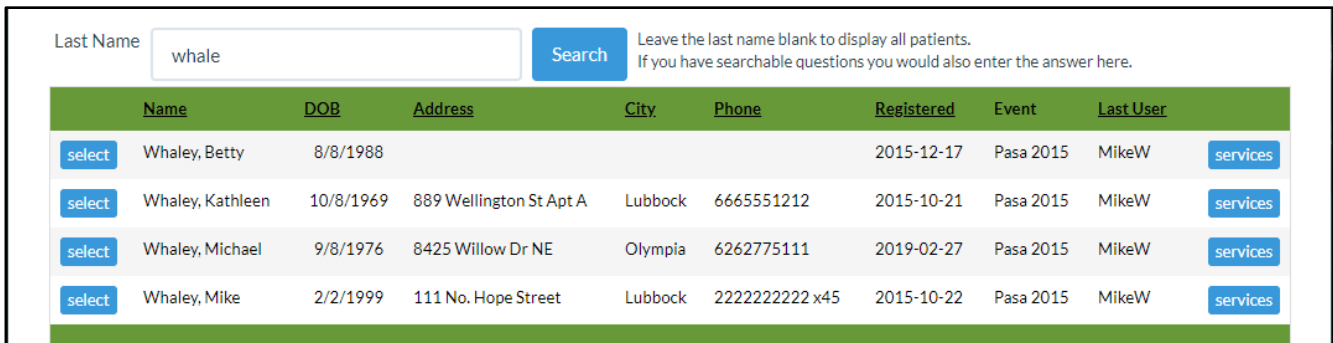 Last Name whale Search Leave the last name blank to display all patients.
If you have searchable questions you would also enter the answer here.
Name DOB Address City Phone Registered Event Last User
select Whaley, Betty 8/8/1988 2015-12-17 Pasa 2015 MikeW services
select Whaley, Kathleen 10/8/1969 889 Wellington St Apt A Lubbock 6665551212 2015-10-21 Pasa 2015 MikeW services
select Whaley, Michael 9/8/1976 8425 Willow Dr NE Olympia 6262775111 2019-02-27 Pasa 2015 MikeW services
select Whaley, Mike 2/2/1999 111 No. Hope Street Lubbock 2222222222 x45 2015-10-22 Pasa 2015 MikeW services